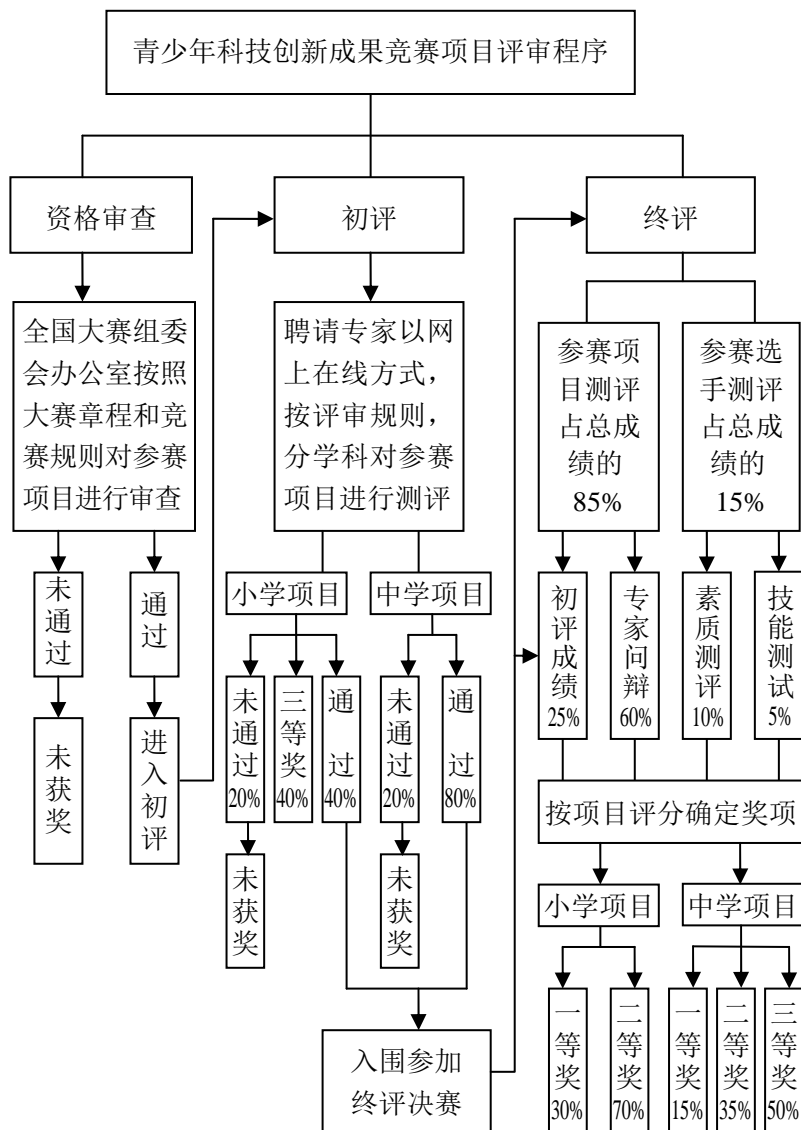 青少年科技创新成果竞赛项目评审程序
资格审查
初评
终评
全国大赛组委
会办公室按照
大赛章程和竞
赛规则对参赛
项目进行审查
聘请专家以网
上在线方式，
按评审规则，
分学科对参赛
项目进行测评
参赛项
目测评
占总成
绩的
85%
参赛选
手测评
占总成
绩的
15%
未通过
通过
小学项目
中学项目
初评成绩
25%
专家问辩
60%
素质测评
10%
技能测试
5%
未获奖
进入初评
未通过
20%
三等奖
40%
通过
40%
未通过
20%
通过
80%
未获奖
未获奖
按项目评分确定奖项
小学项目
中学项目
入围参加
终评决赛
一等奖
30%
二等奖
70%
一等奖
15%
二等奖
35%
三等奖
50%